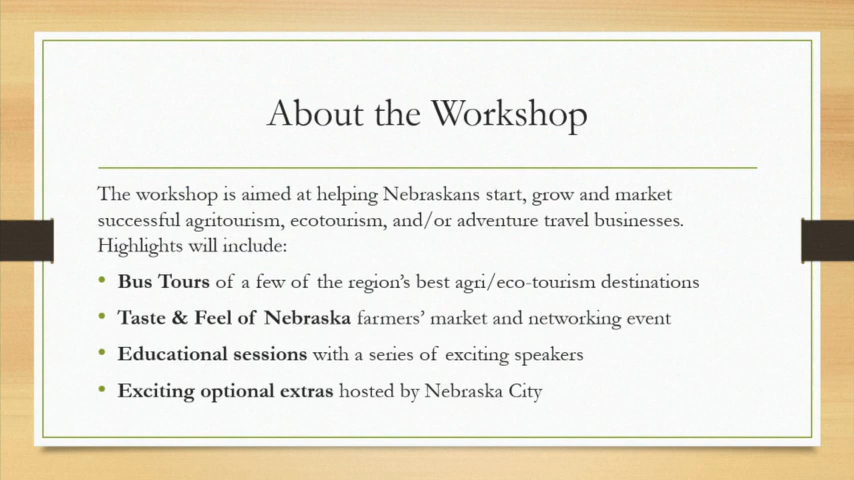 About the Workshop
The workshop is aimed at helping Nebraskans start, grow and market
successful agritourism, ecotourism, and/or adventure travel businesses.
Highlights will include:
• Bus Tours of a few of the region’s best agri/eco-tourism destinations
• Taste & Feel of Nebraska farmers’ market and networking event
• Educational sessions with a series of exciting speakers
• Exciting optional extras hosted by Nebraska City